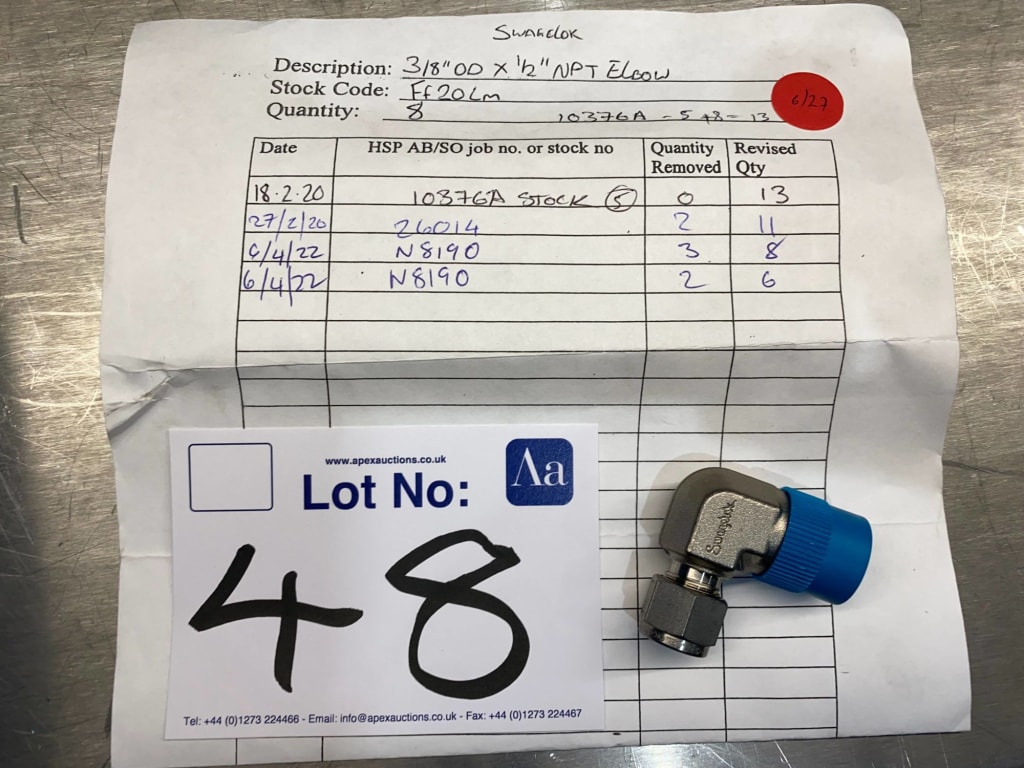 Swagelok
Description: 3/8" OD X 1/2" NPT Elbow
Stock Code: FF20LM
Quantity: 8 10376A - 5 +8 = 13
6/27
Date HSP AB/SO job no. or stock no Quantity Removed Revised Qty
18.2.20 10376A STOCK 5 0 13
27/2/20 26014 2 11
6/4/22 N8190 3 8
6/4/22 N8190 2 6
www.apexauctions.co.uk
Aa
Lot No:
48
Tel: +44 (0)1273 224466 - Email: info@apexauctions.co.uk - Fax: +44 (0)1273 224467
Swagelok